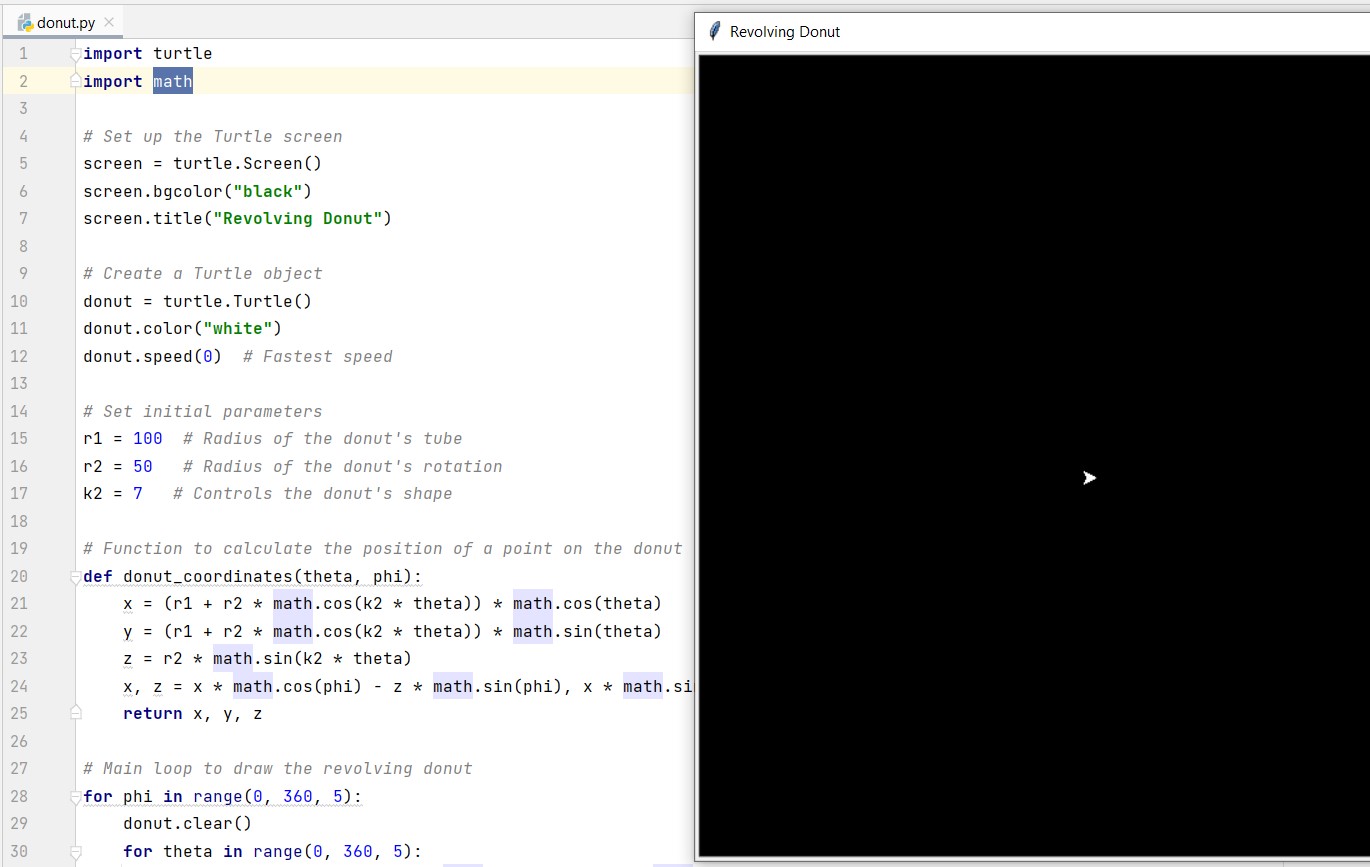 donut.py
Revolving Donut
1 import turtle
2 import math
3
4 # Set up the Turtle screen
5 screen = turtle.Screen()
6 screen.bgcolor("black")
7 screen.title("Revolving Donut")
8
9 # Create a Turtle object
10 donut = turtle.Turtle()
11 donut.color("white")
12 donut.speed(0)  # Fastest speed
13
14 # Set initial parameters
15 r1 = 100  # Radius of the donut's tube
16 r2 = 50   # Radius of the donut's rotation
17 k2 = 7   # Controls the donut's shape
18
19 # Function to calculate the position of a point on the donut
20 def donut_coordinates(theta, phi):
21     x = (r1 + r2 * math.cos(k2 * theta)) * math.cos(theta)
22     y = (r1 + r2 * math.cos(k2 * theta)) * math.sin(theta)
23     z = r2 * math.sin(k2 * theta)
24     x, z = x * math.cos(phi) - z * math.sin(phi), x * math.si
25     return x, y, z
26
27 # Main loop to draw the revolving donut
28 for phi in range(0, 360, 5):
29     donut.clear()
30     for theta in range(0, 360, 5):